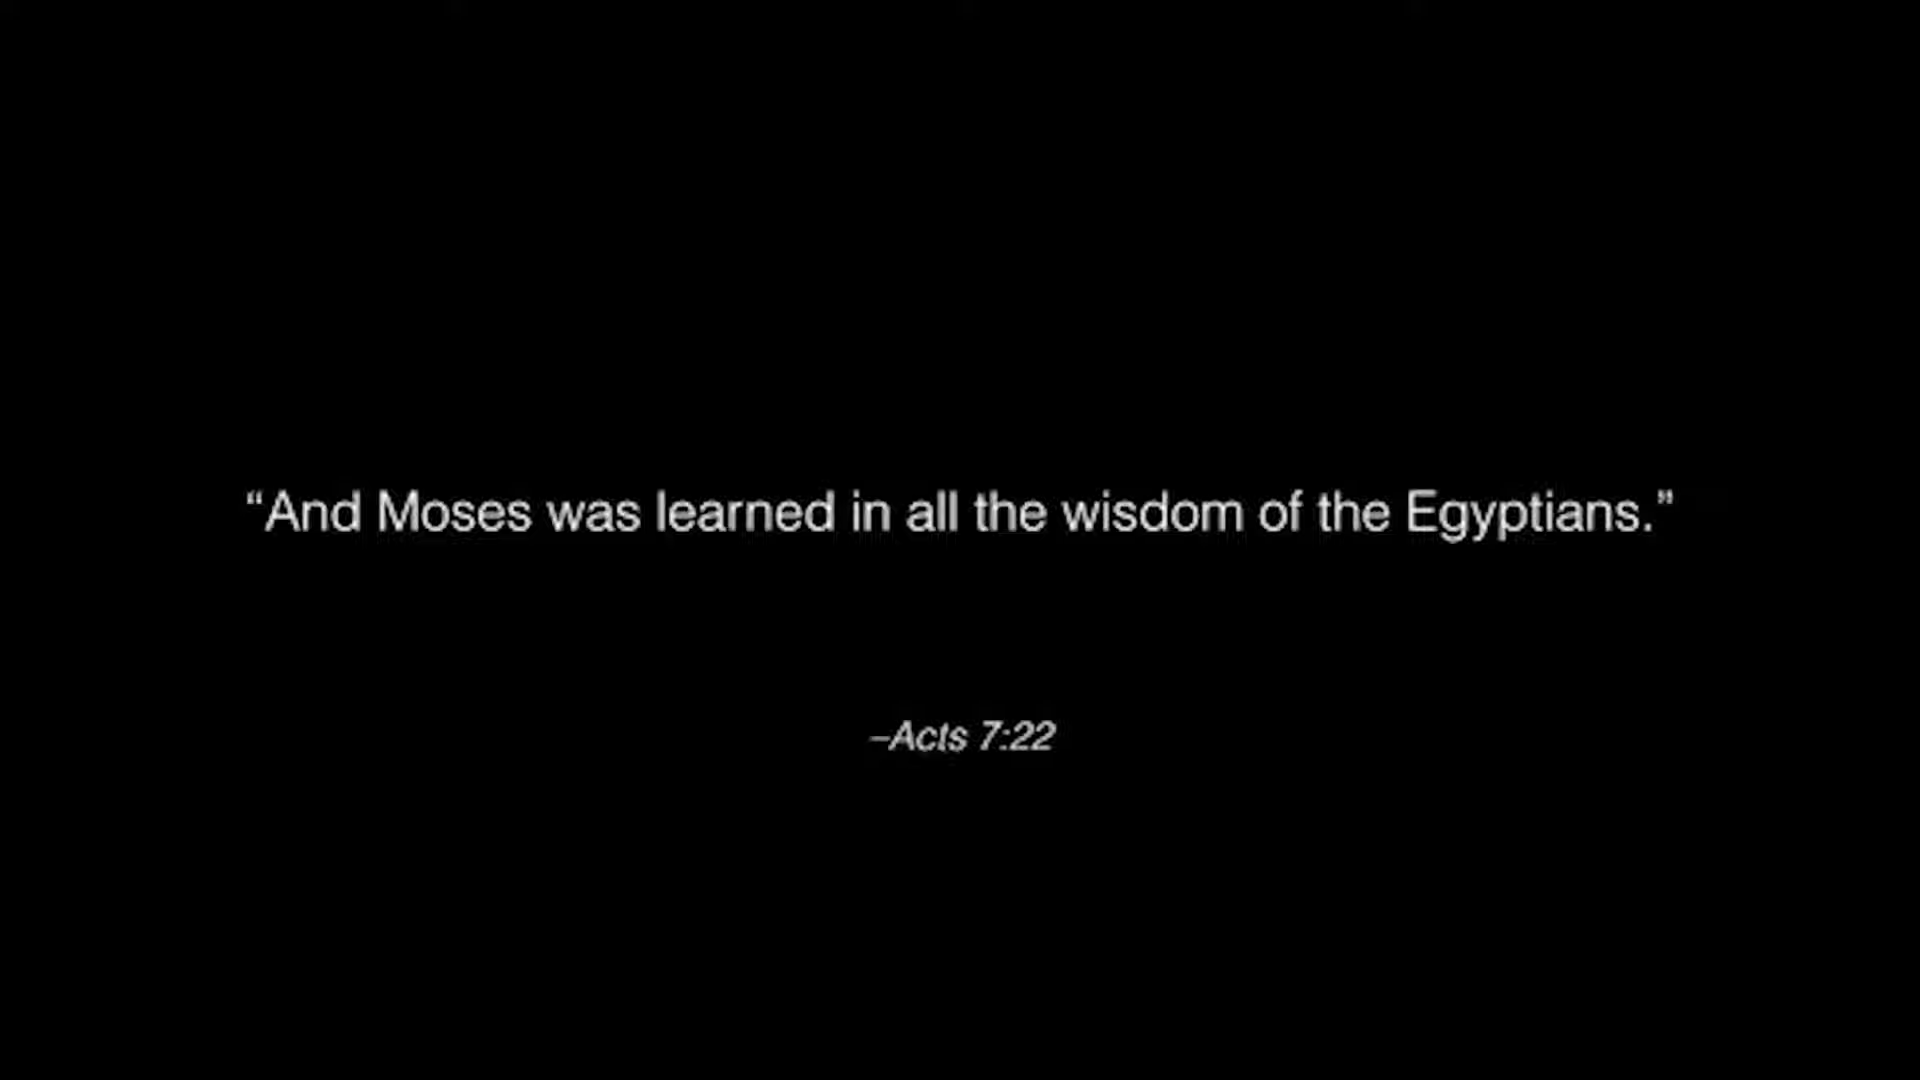 “And Moses was learned in all the wisdom of the Egyptians.”
–Acts 7:22